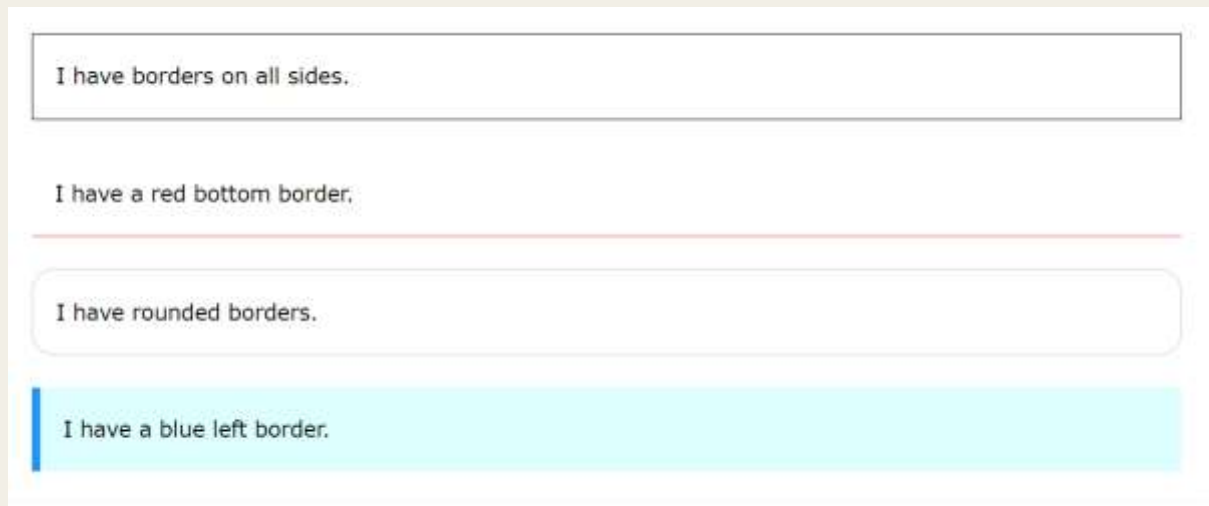 I have borders on all sides.
I have a red bottom border.
I have rounded borders.
I have a blue left border.